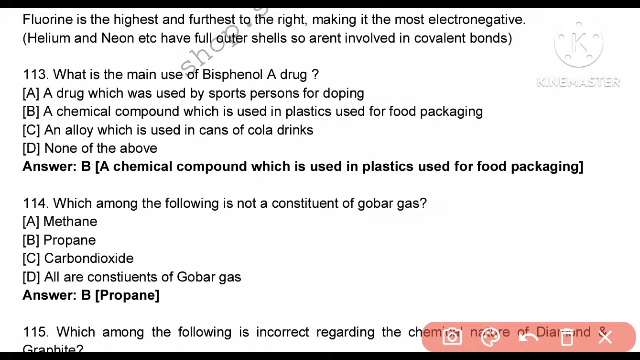 Fluorine is the highest and furthest to the right, making it the most electronegative.
(Helium and Neon etc have full outer shells so arent involved in covalent bonds)
shop.
KINEMASTER
113. What is the main use of Bisphenol A drug ?
[A] A drug which was used by sports persons for doping
[B] A chemical compound which is used in plastics used for food packaging
[C] An alloy which is used in cans of cola drinks
[D] None of the above
Answer: B [A chemical compound which is used in plastics used for food packaging]
114. Which among the following is not a constituent of gobar gas?
[A] Methane
[B] Propane
[C] Carbondioxide
[D] All are constiuents of Gobar gas
Answer: B [Propane]
115. Which among the following is incorrect regarding the chemical nature of Diamond &
Graphite?